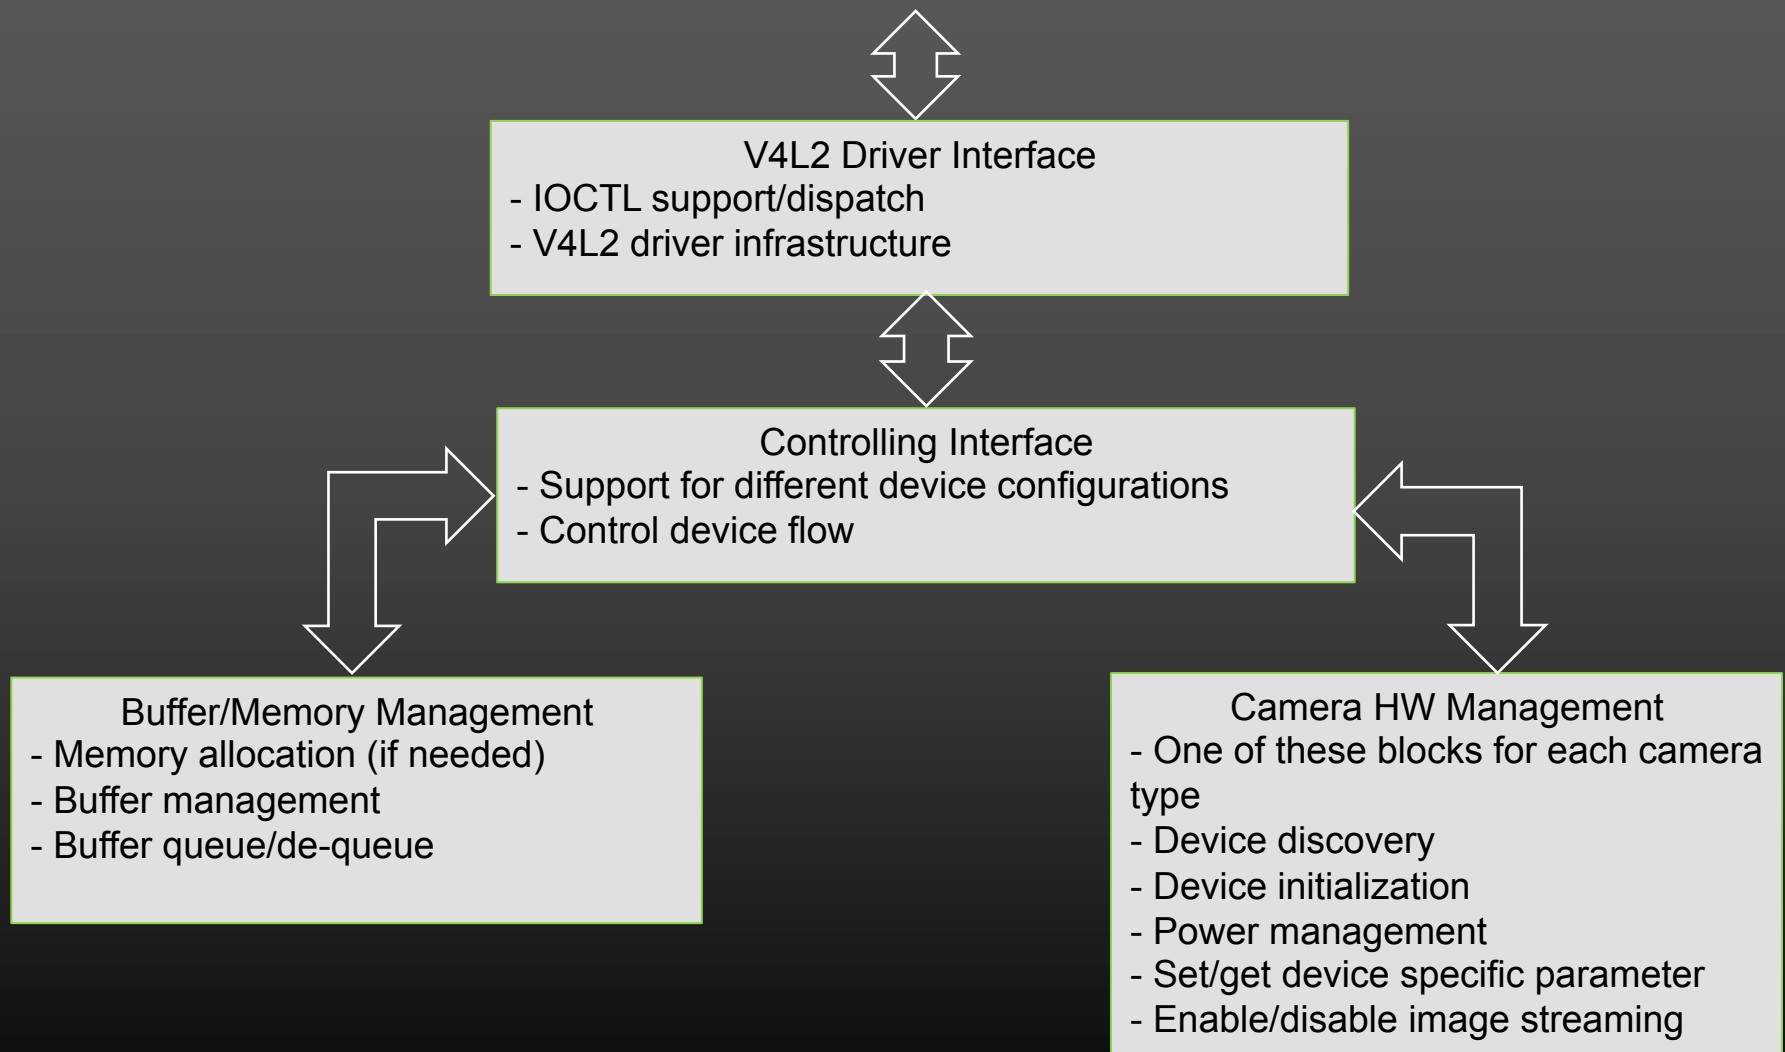 V4L2 Driver Interface
- IOCTL support/dispatch
- V4L2 driver infrastructure
Controlling Interface
- Support for different device configurations
- Control device flow
Buffer/Memory Management
- Memory allocation (if needed)
- Buffer management
- Buffer queue/de-queue
Camera HW Management
- One of these blocks for each camera
type
- Device discovery
- Device initialization
- Power management
- Set/get device specific parameter
- Enable/disable image streaming